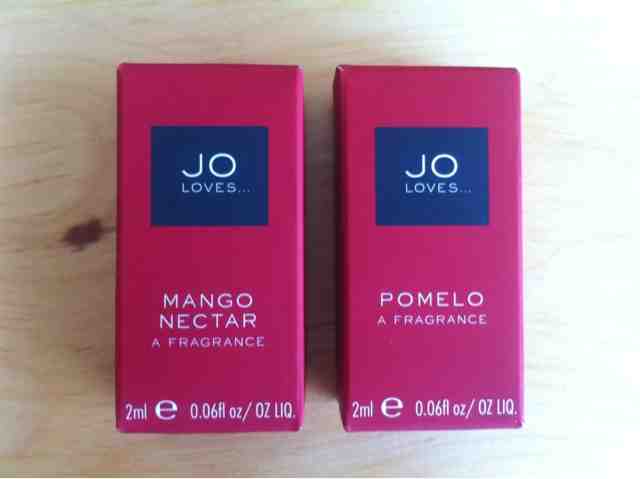 JO
LOVES...
MANGO
NECTAR
A FRAGRANCE
2ml ℮ 0.06fl oz/ OZ LIQ.
JO
LOVES...
POMELO
A FRAGRANCE
2ml ℮ 0.06fl oz/ OZ LIQ.